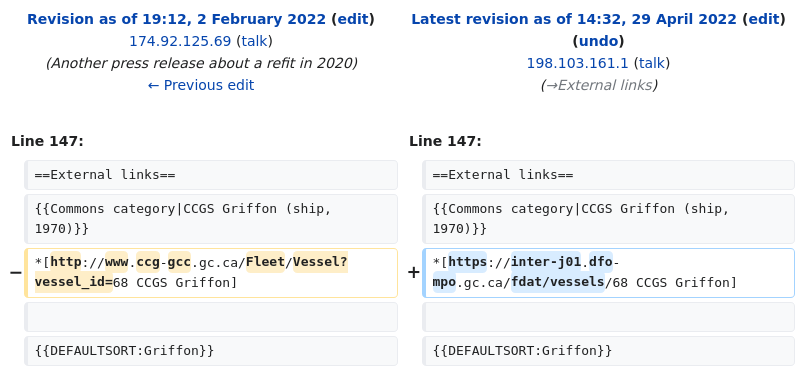 Revision as of 19:12, 2 February 2022 (edit)
174.92.125.69 (talk)
(Another press release about a refit in 2020)
← Previous edit
Latest revision as of 14:32, 29 April 2022 (edit)
(undo)
198.103.161.1 (talk)
(→External links)
Line 147:
==External links==
{{Commons category|CCGS Griffon (ship,
1970)}}
− *[http://www.ccg-gcc.gc.ca/Fleet/Vessel?
vessel_id=68 CCGS Griffon]
{{DEFAULTSORT:Griffon}}
Line 147:
==External links==
{{Commons category|CCGS Griffon (ship,
1970)}}
+ *[https://inter-j01.dfo-
mpo.gc.ca/fdat/vessels/68 CCGS Griffon]
{{DEFAULTSORT:Griffon}}